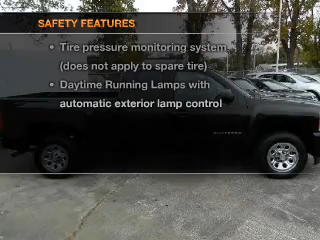 SAFETY FEATURES
• Tire pressure monitoring system
(does not apply to spare tire)
• Daytime Running Lamps with
automatic exterior lamp control
SILVERADO